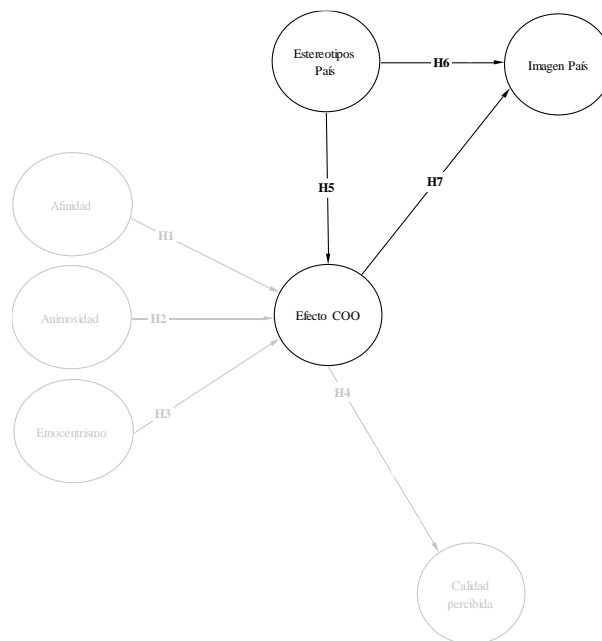 Estereotipos
País
H6
Imagen País
H5
H7
Afinidad
H1
Animosidad
H2
Efecto COO
Etnocentrismo
H3
H4
Calidad
percibida